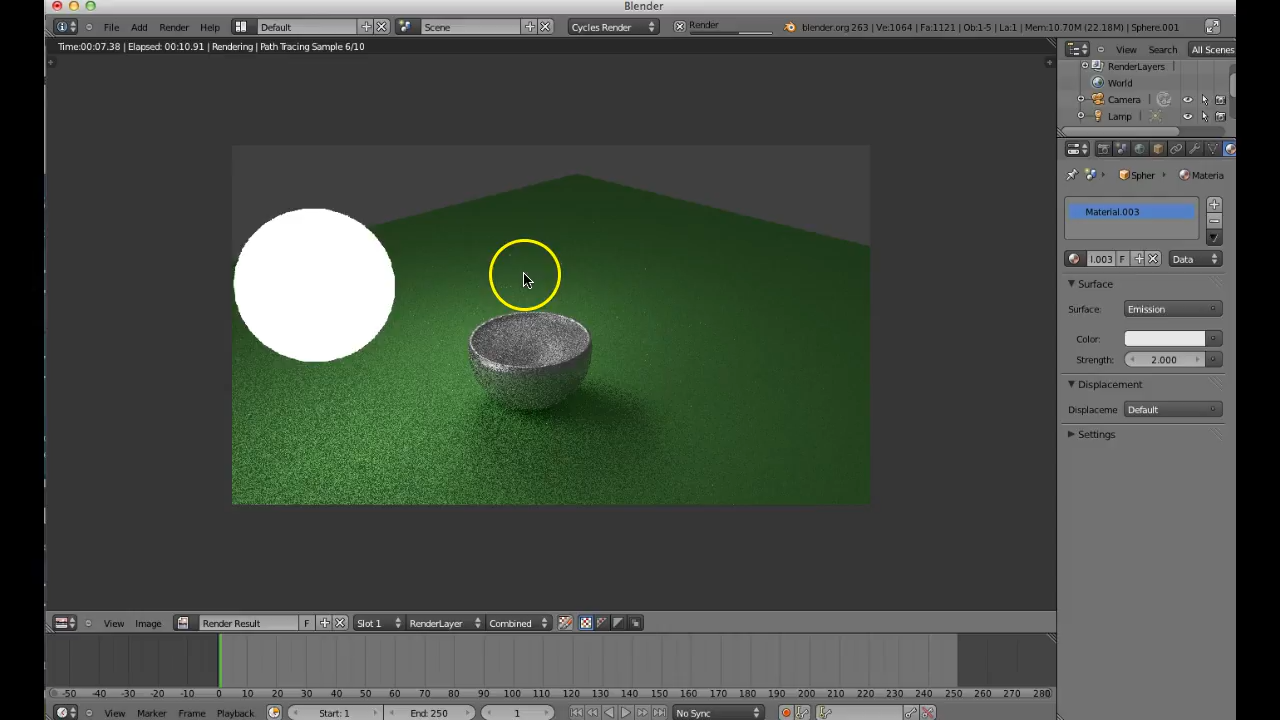 Blender
File Add Render Help Default Scene Cycles Render Render blender.org 263 | Ve:1064 | Fa:1121 | Ob:1-5 | La:1 | Mem:10.70M (22.18M) | Sphere.001
Time:00:07.38 | Elapsed: 00:10.91 | Rendering | Path Tracing Sample 6/10
View Search All Scenes
RenderLayers
World
Camera
Lamp
Spher Materia
Material.003
I.003 F Data
Surface
Surface: Emission
Color:
Strength: 2.000
Displacement
Displaceme Default
Settings
View Image Render Result F Slot 1 RenderLayer Combined
-50 -40 -30 -20 -10 0 10 20 30 40 50 60 70 80 90 100 110 120 130 140 150 160 170 180 190 200 210 220 230 240 250 260 270 280
View Marker Frame Playback Start: 1 End: 250 1 No Sync